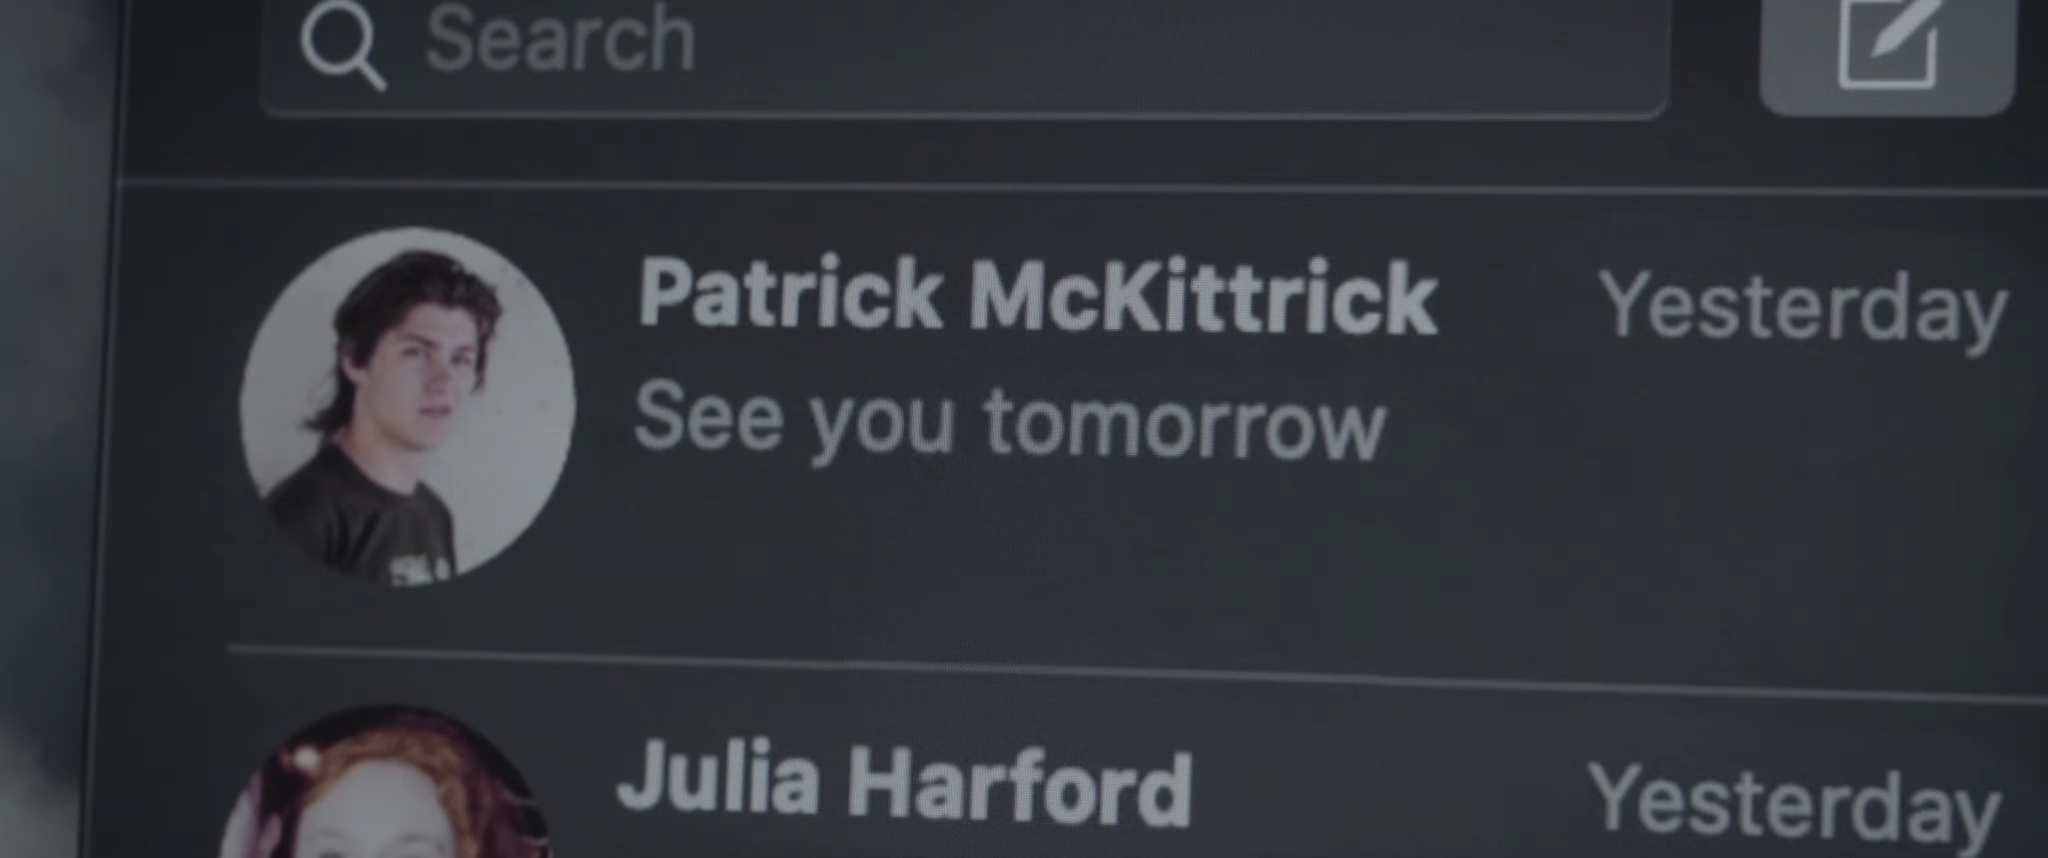 Search
Patrick McKittrick Yesterday
See you tomorrow
Julia Harford Yesterday